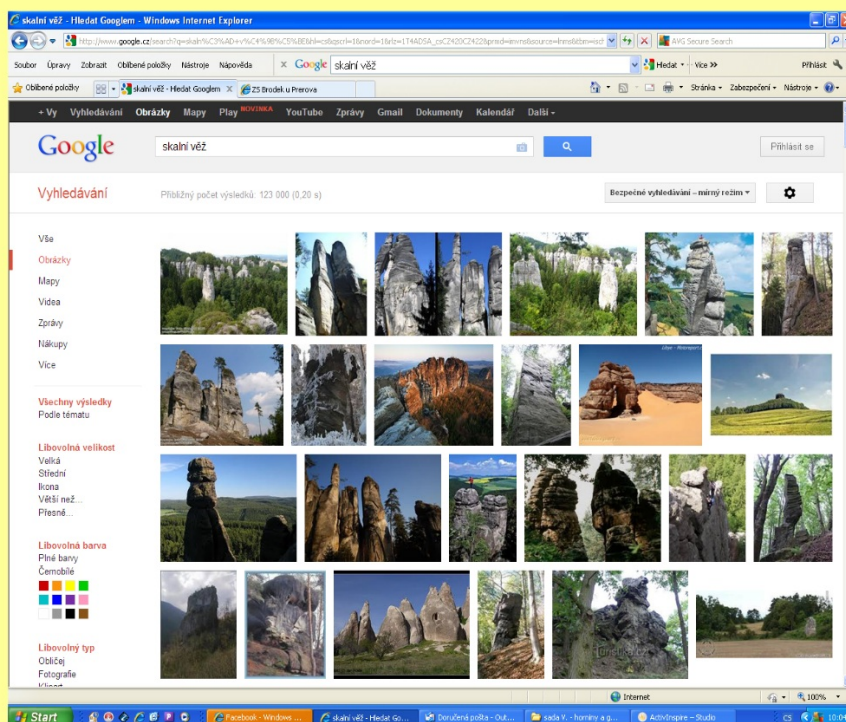 skalní věž - Hledat Googlem - Windows Internet Explorer
AVG Secure Search
Soubor Úpravy Zobrazit Oblíbené položky Nástroje Nápověda
x Google skalní věž Hledat Více >> Přihlásit
Oblíbené položky skalní věž - Hledat Googlem ZŠ Brodek u Přerova Stránka Zabezpečení Nástroje
+ Vy Vyhledávání Obrázky Mapy Play NOVINKA YouTube Zprávy Gmail Dokumenty Kalendář Další
Google skalní věž Přihlásit se
Vyhledávání Přibližný počet výsledků: 123 000 (0,20 s) Bezpečné vyhledávání – mírný režim
Vše
Obrázky
Mapy
Videa
Zprávy
Nákupy
Více
Všechny výsledky
Podle tématu
Libovolná velikost
Velká
Střední
Ikona
Větší než...
Přesně...
Libovolná barva
Plné barvy
Černobílé
Libovolný typ
Obličej
Fotografie
Klipart
Turistika.cz
Internet 100%
Start Facebook - Windows ... skalní věž - Hledat Go... Doručená pošta - Out... sada V. - horniny a g... ActivInspire - Studio CS 10:06